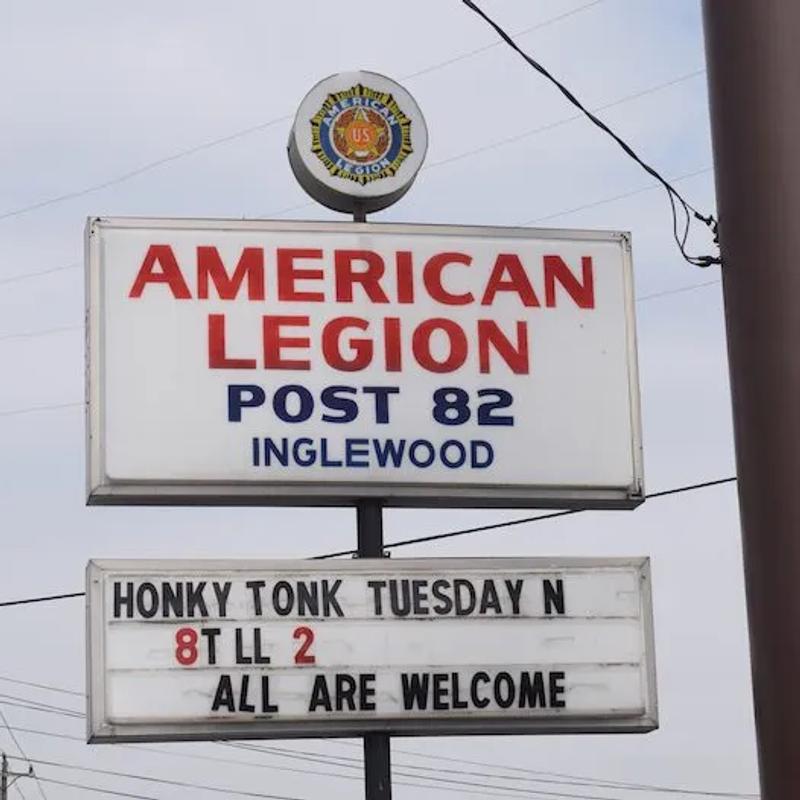 AMERICAN
US
LEGION
AMERICAN
LEGION
POST 82
INGLEWOOD
HONKY TONK TUESDAY N
8T LL 2
ALL ARE WELCOME